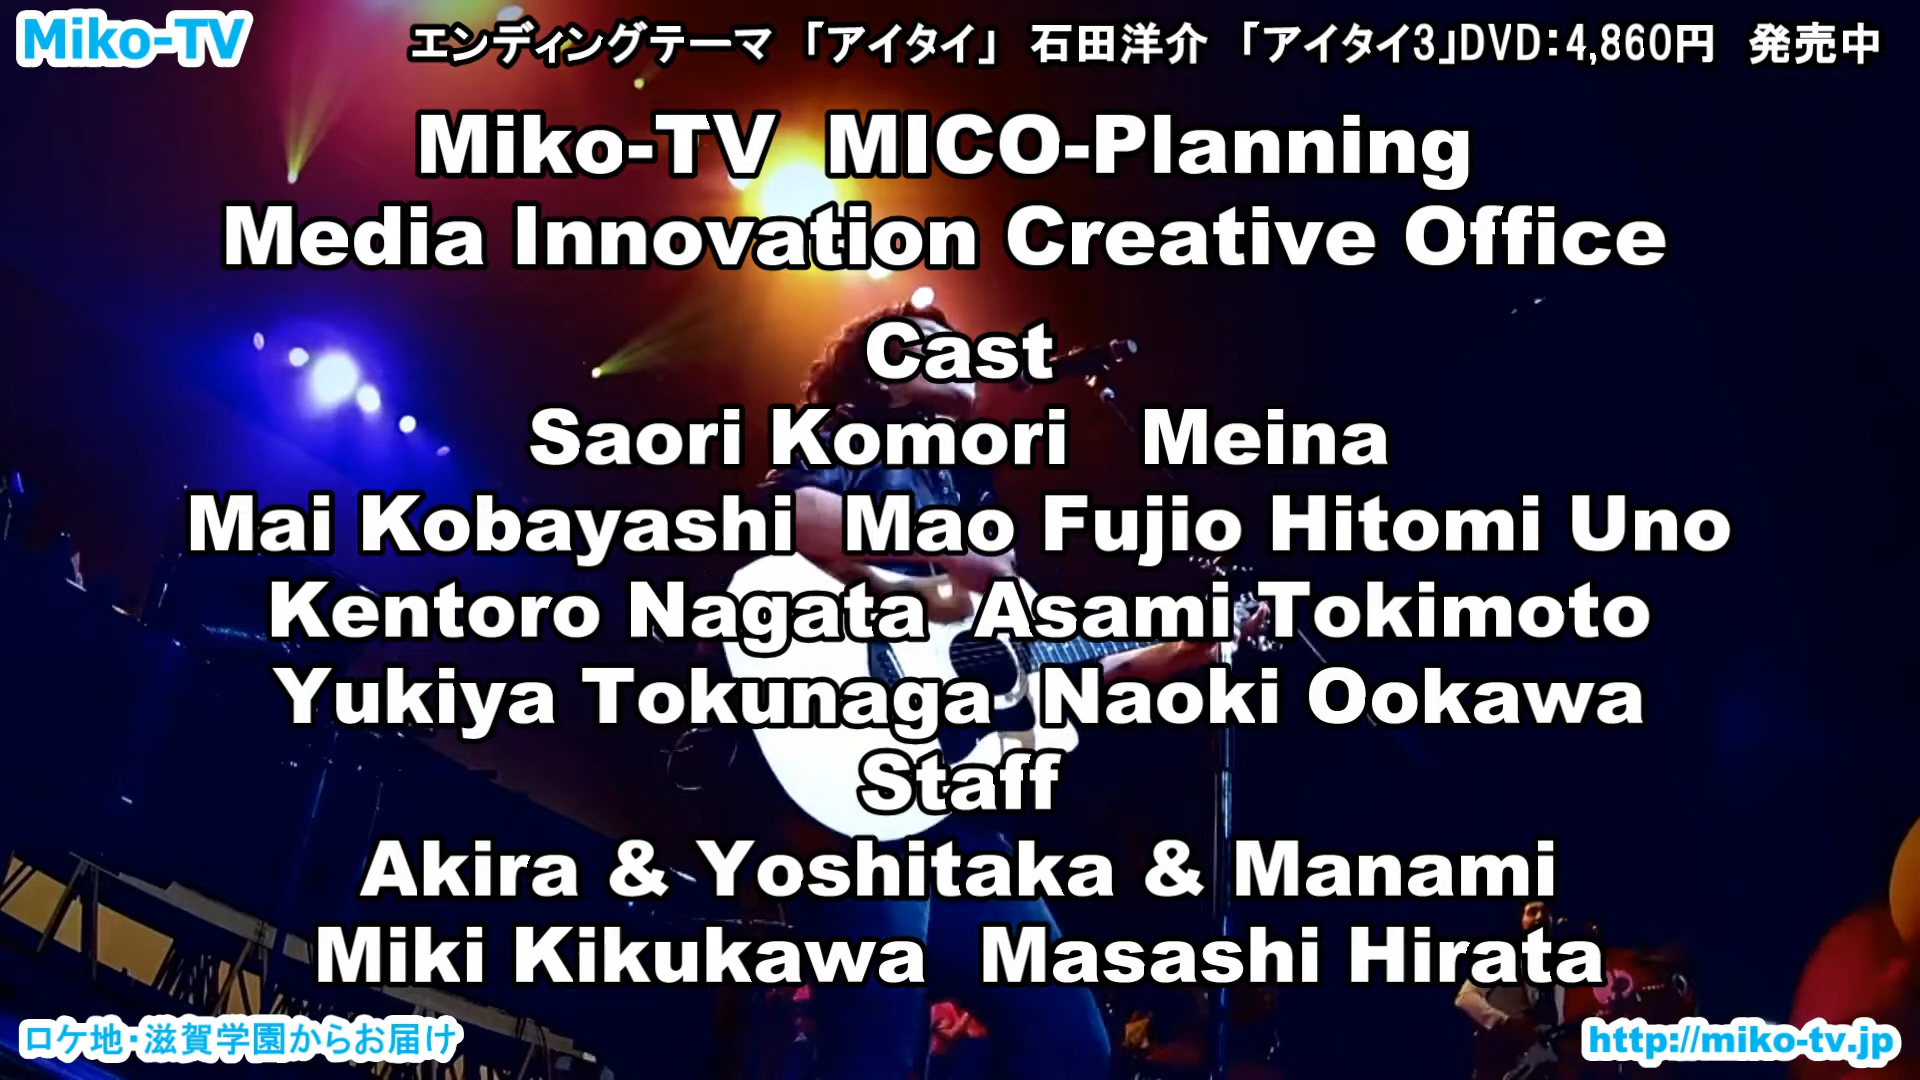 Miko-TV
エンディングテーマ 「アイタイ」 石田洋介 「アイタイ3」DVD:4,860円 発売中
Miko-TV MICO-Planning
Media Innovation Creative Office
Cast
Saori Komori Meina
Mai Kobayashi Mao Fujio Hitomi Uno
Kentoro Nagata Asami Tokimoto
Yukiya Tokunaga Naoki Ookawa
Staff
Akira & Yoshitaka & Manami
Miki Kikukawa Masashi Hirata
ロケ地・滋賀学園からお届け
http://miko-tv.jp